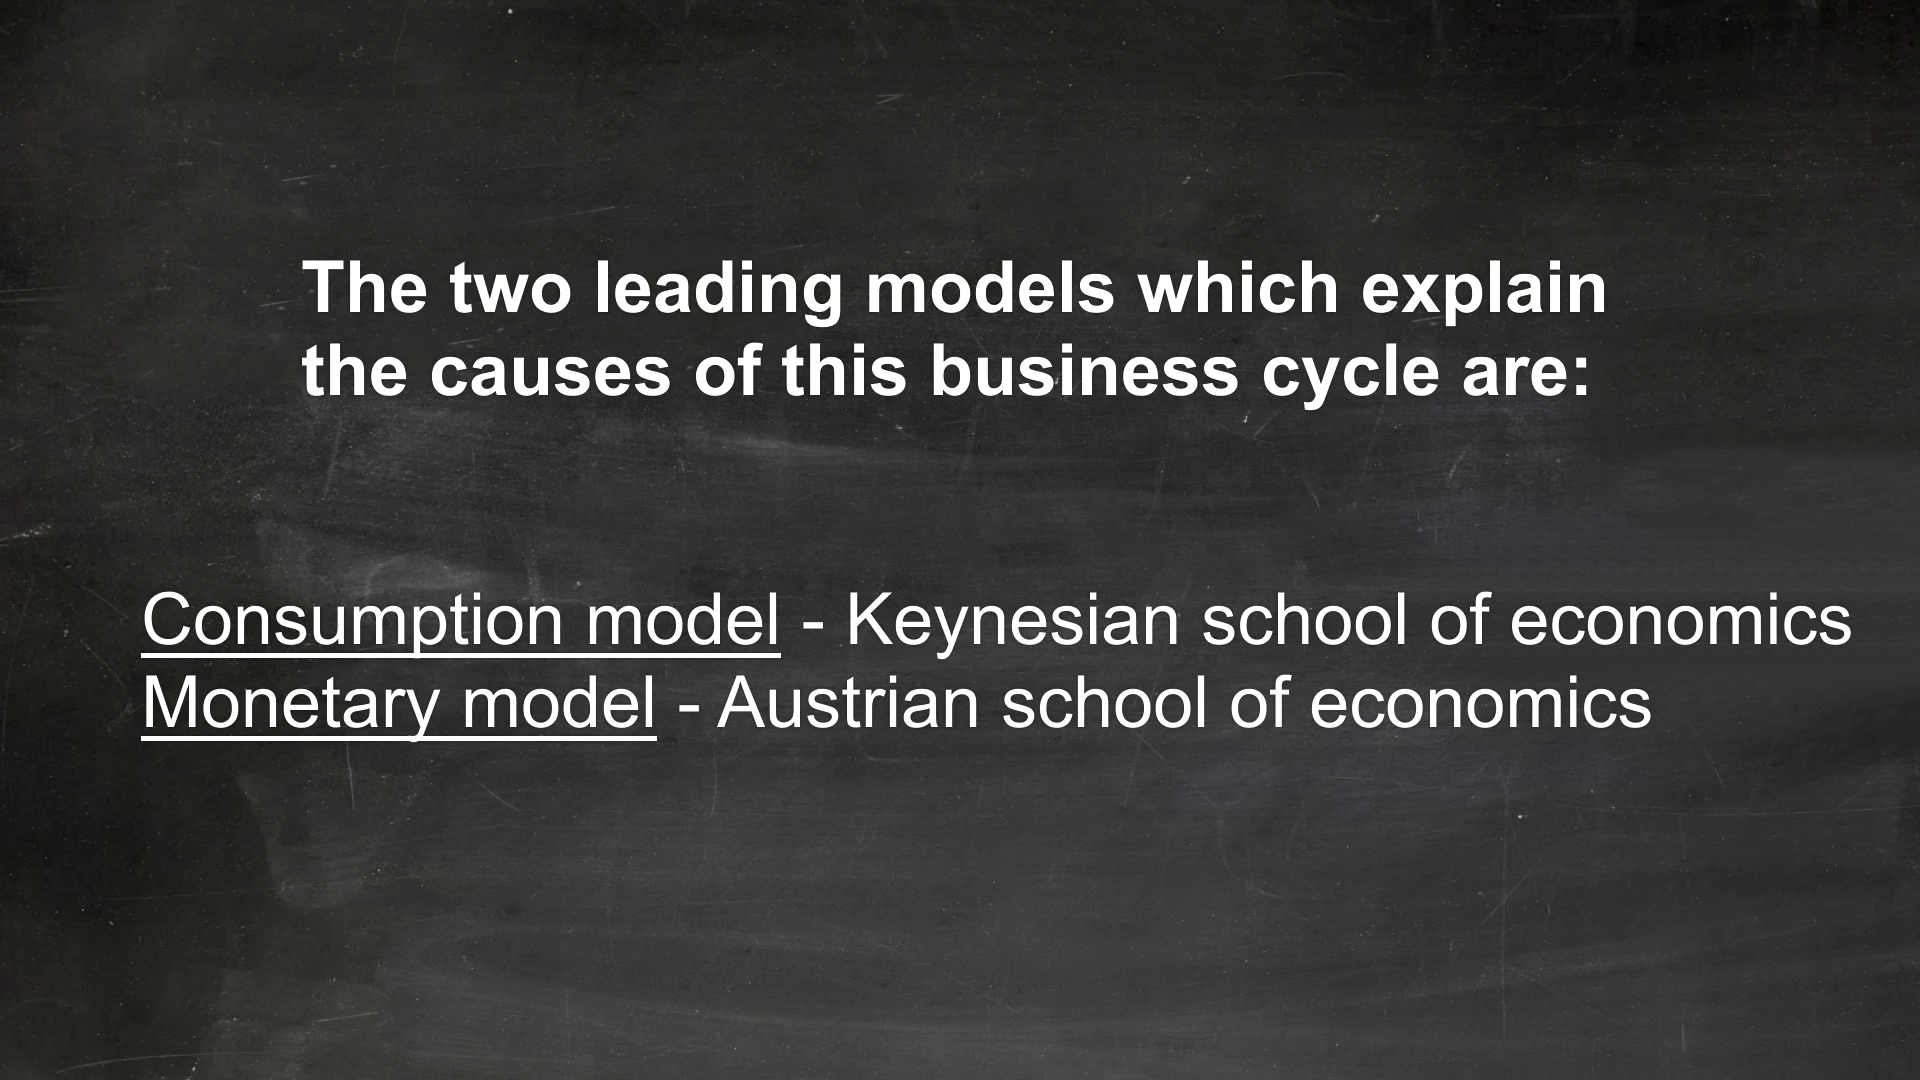 The two leading models which explain
the causes of this business cycle are:
Consumption model - Keynesian school of economics
Monetary model - Austrian school of economics